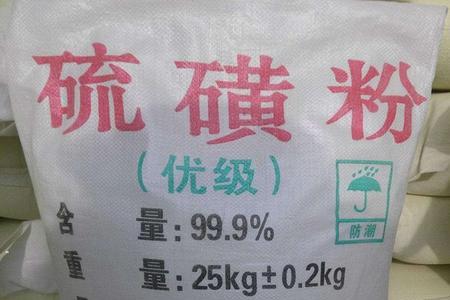 硫磺粉
(优级)
含 量:99.9%
防潮
重 量:25kg±0.2kg